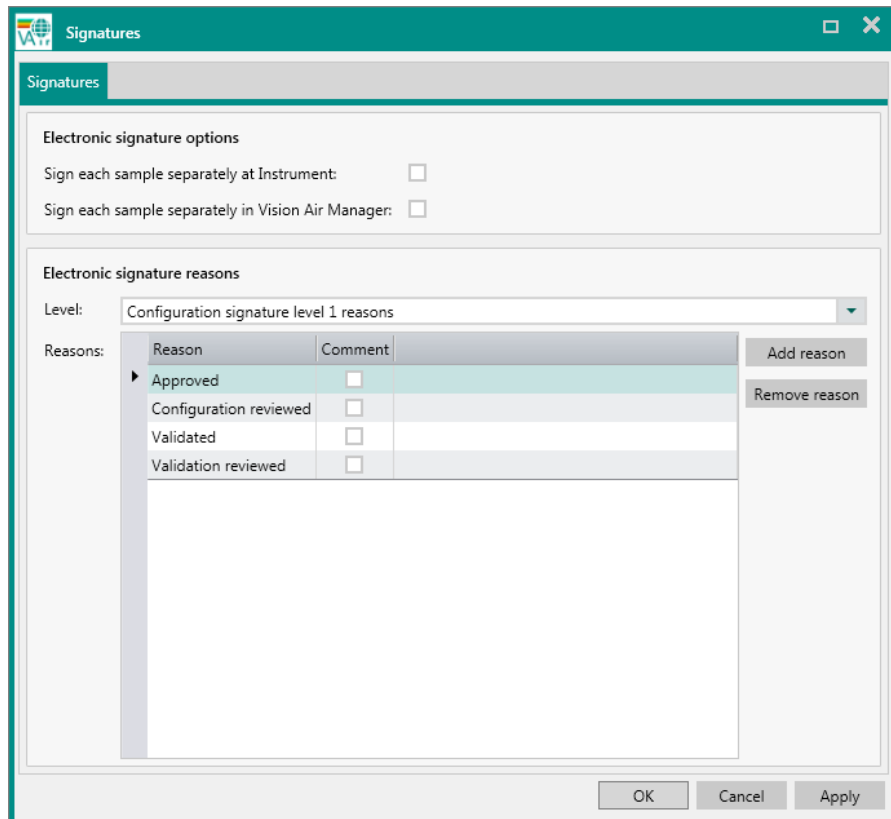 VAir Signatures
Signatures
Electronic signature options
Sign each sample separately at Instrument:
Sign each sample separately in Vision Air Manager:
Electronic signature reasons
Level: Configuration signature level 1 reasons
Reasons: Reason Comment Add reason
Approved
Remove reason
Configuration reviewed
Validated
Validation reviewed
OK Cancel Apply